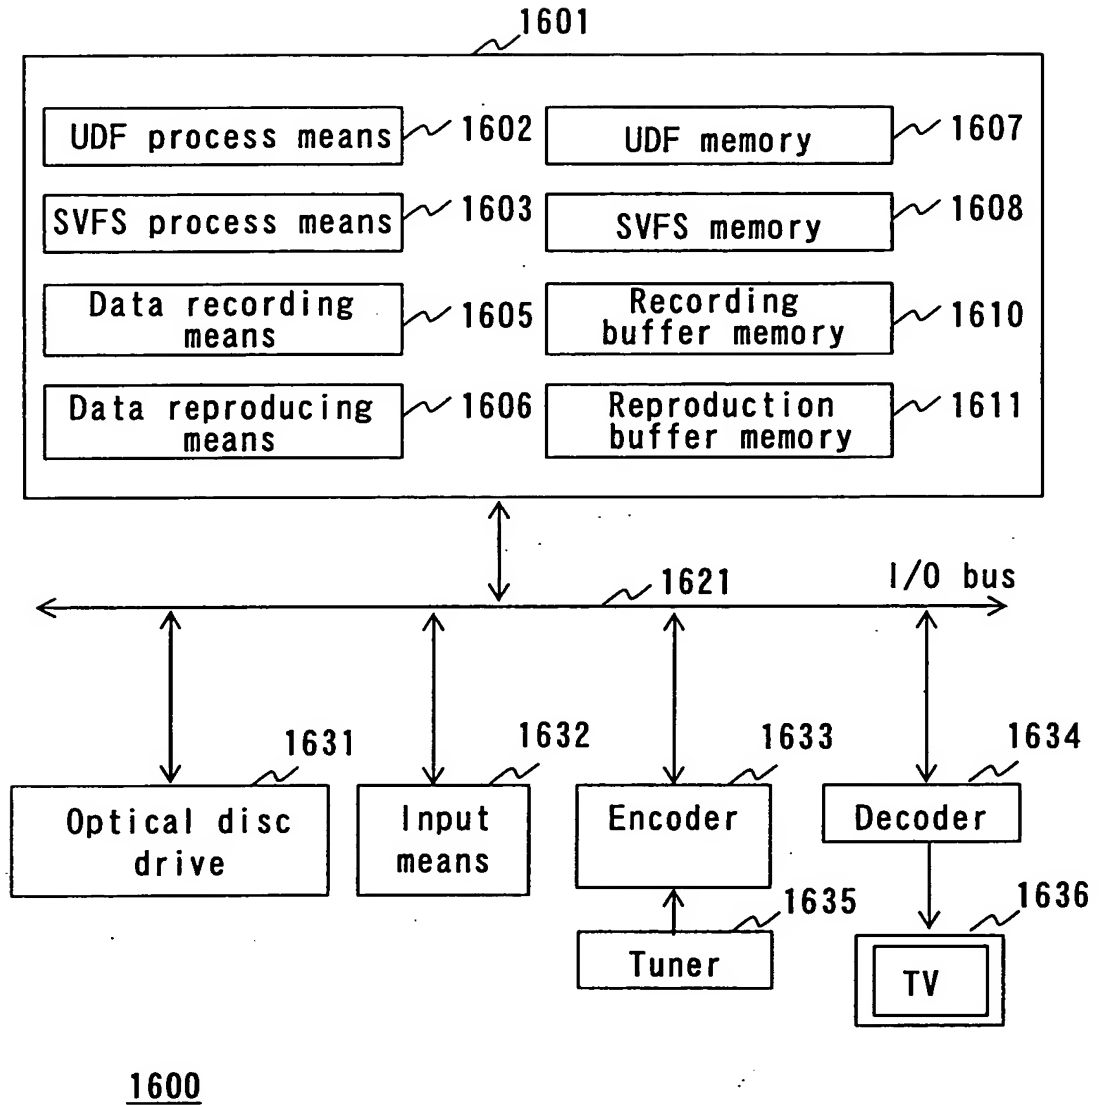 1601
UDF process means 1602
UDF memory 1607
SVFS process means 1603
SVFS memory 1608
Data recording
means
1605
Recording
buffer memory
1610
Data reproducing
means
1606
Reproduction
buffer memory
1611
1621
I/O bus
1631
Optical disc
drive
1632
Input
means
1633
Encoder
1634
Decoder
1635
Tuner
1636
TV
1600